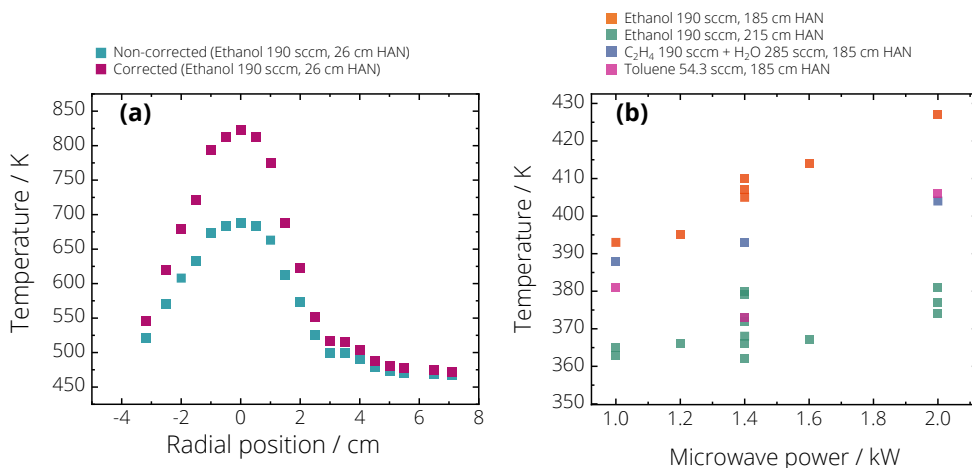 Non-corrected (Ethanol 190 sccm, 26 cm HAN)
Corrected (Ethanol 190 sccm, 26 cm HAN)
(a)
Temperature / K
850
800
750
700
650
600
550
500
450
-4 -2 0 2 4 6 8
Radial position / cm
Ethanol 190 sccm, 185 cm HAN
Ethanol 190 sccm, 215 cm HAN
C₂H₄ 190 sccm + H₂O 285 sccm, 185 cm HAN
Toluene 54.3 sccm, 185 cm HAN
(b)
Temperature / K
430
420
410
400
390
380
370
360
350
1.0 1.2 1.4 1.6 1.8 2.0
Microwave power / kW